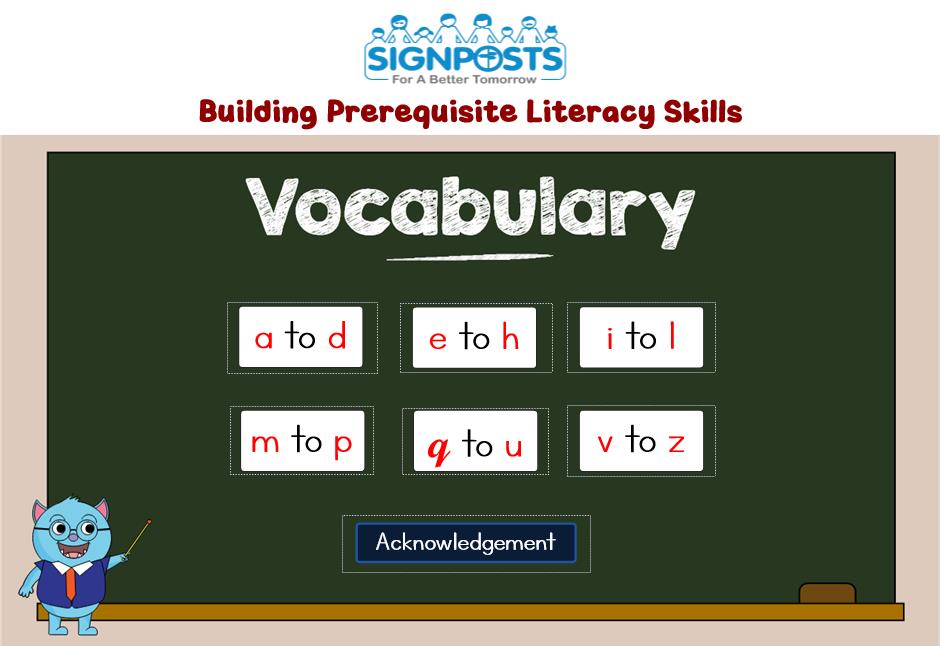 SIGNPOSTS
For A Better Tomorrow
Building Prerequisite Literacy Skills
Vocabulary
a to d
e to h
i to l
m to p
q to u
v to z
Acknowledgement